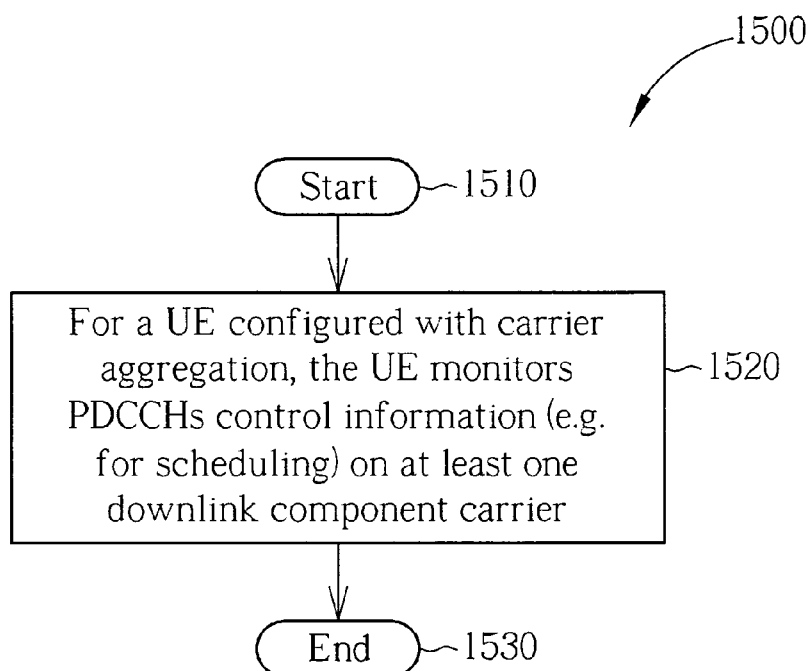 1500
Start
1510
For a UE configured with carrier
aggregation, the UE monitors
PDCCHs control information (e.g.
for scheduling) on at least one
downlink component carrier
1520
End
1530